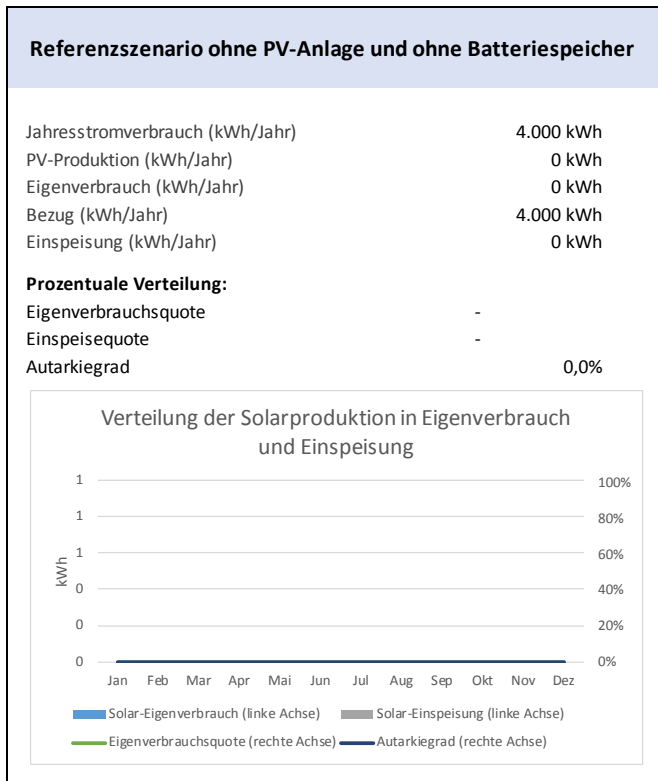 Referenzszenario ohne PV-Anlage und ohne Batteriespeicher
Jahresstromverbrauch (kWh/Jahr) 4.000 kWh
PV-Produktion (kWh/Jahr) 0 kWh
Eigenverbrauch (kWh/Jahr) 0 kWh
Bezug (kWh/Jahr) 4.000 kWh
Einspeisung (kWh/Jahr) 0 kWh
Prozentuale Verteilung:
Eigenverbrauchsquote -
Einspeisequote -
Autarkiegrad 0,0%
Verteilung der Solarproduktion in Eigenverbrauch
und Einspeisung
1 100%
1 80%
1 60%
kWh
0 40%
0 20%
0 0%
Jan Feb Mar Apr Mai Jun Jul Aug Sep Okt Nov Dez
Solar-Eigenverbrauch (linke Achse) Solar-Einspeisung (linke Achse)
Eigenverbrauchsquote (rechte Achse) Autarkiegrad (rechte Achse)